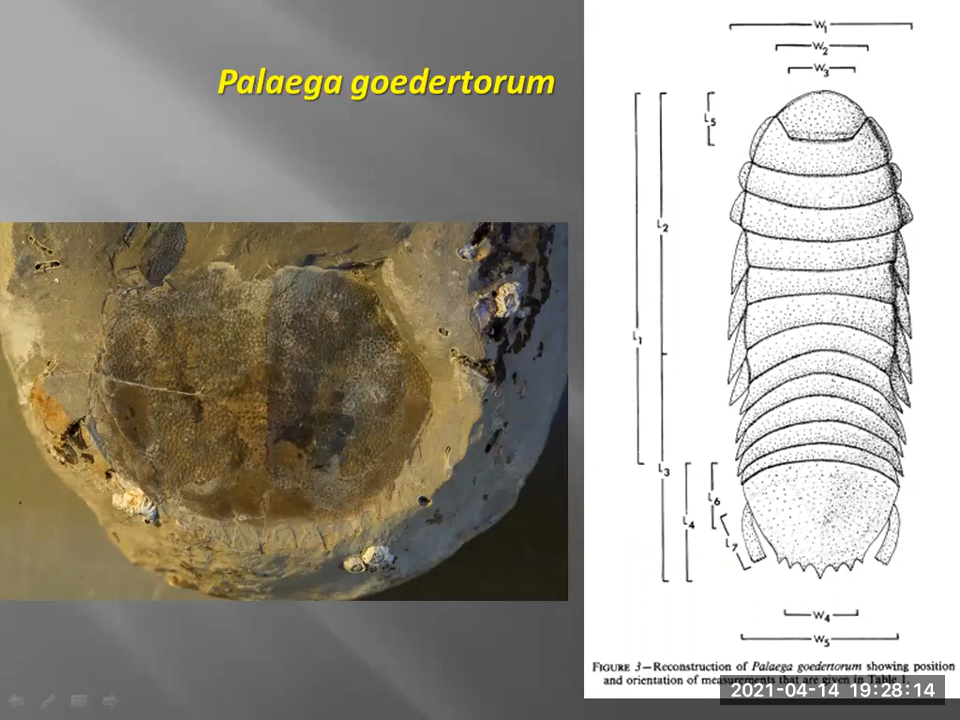 Palaega goedertorum
W1
W2
W3
L5
L2
L1
L3
L6
L4
L7
W4
W5
FIGURE 3—Reconstruction of Palaega goedertorum showing position
and orientation of measurements that are given in Table 1.
2021-04-14 19:28:14